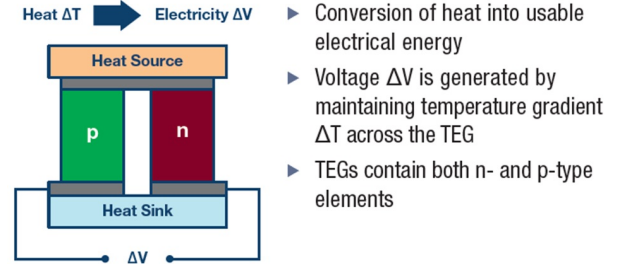 Heat ΔT Electricity ΔV
Heat Source
p n
Heat Sink
ΔV
▶ Conversion of heat into usable
electrical energy
▶ Voltage ΔV is generated by
maintaining temperature gradient
ΔT across the TEG
▶ TEGs contain both n- and p-type
elements